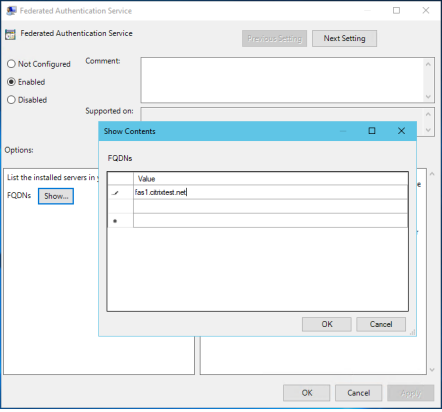 Federated Authentication Service
Federated Authentication Service
Previous Setting
Next Setting
Not Configured
Comment:
Enabled
Disabled
Supported on:
Options:
List the installed servers in y
FQDNs
Show...
Show Contents
FQDNs
Value
fas1.citrixtest.net
OK
Cancel
OK
Cancel
Apply